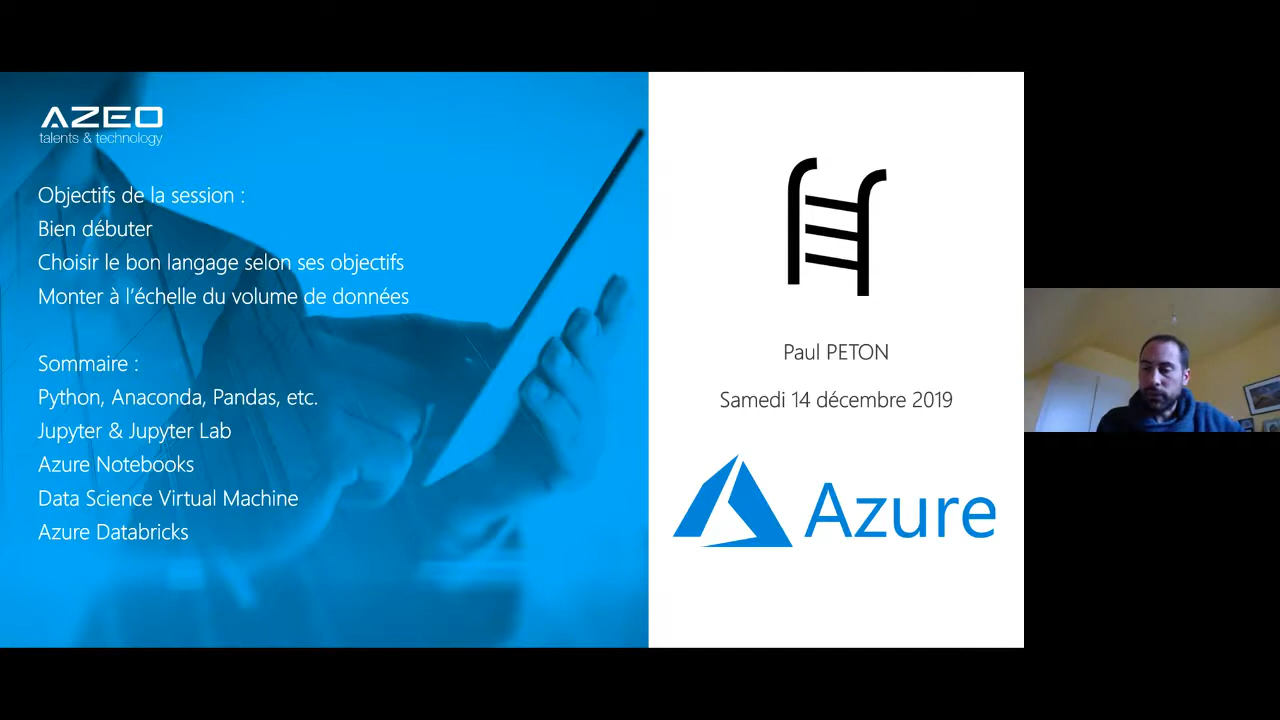 AZEO
talents & technology
Objectifs de la session :
Bien débuter
Choisir le bon langage selon ses objectifs
Monter à l’échelle du volume de données
Sommaire :
Python, Anaconda, Pandas, etc.
Jupyter & Jupyter Lab
Azure Notebooks
Data Science Virtual Machine
Azure Databricks
Paul PETON
Samedi 14 décembre 2019
Azure